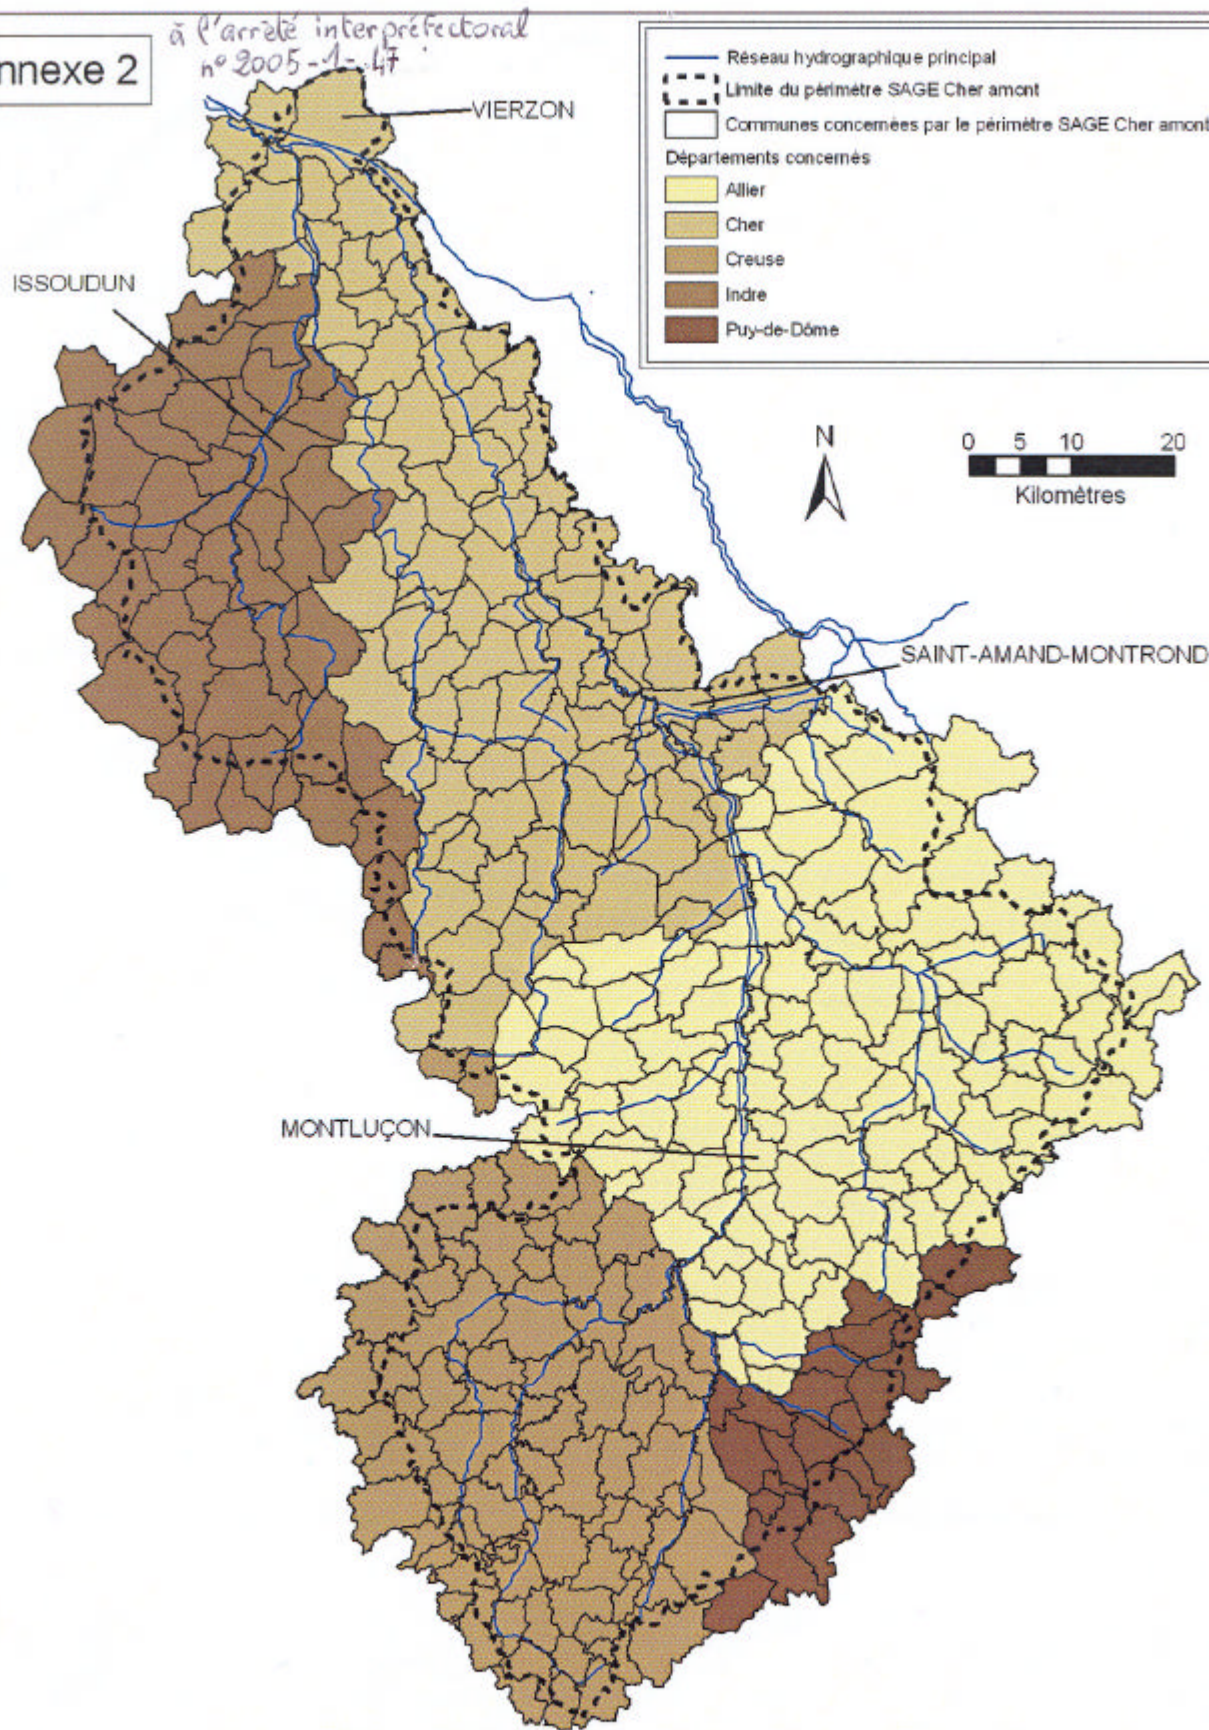 à l'arrêté interpréfectoral
nº 2005-1-47
nnexe 2
Réseau hydrographique principal
Limite du périmètre SAGE Cher amont
Communes concernées par le périmètre SAGE Cher amont
Départements concernés
Allier
Cher
Creuse
Indre
Puy-de-Dôme
VIERZON
ISSOUDUN
N
0 5 10 20
Kilomètres
SAINT-AMAND-MONTROND
MONTLUÇON